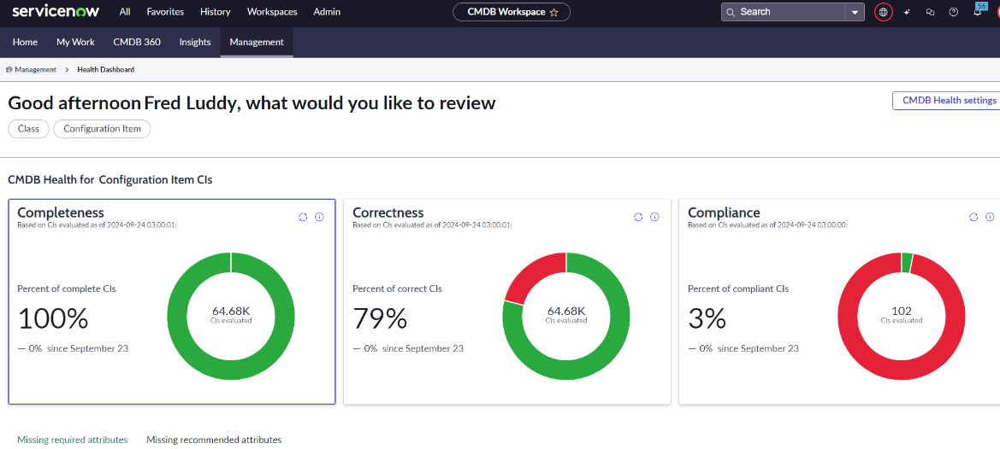 servicenow All Favorites History Workspaces Admin CMDB Workspace Search 56
Home My Work CMDB 360 Insights Management
Management > Health Dashboard
Good afternoon Fred Luddy, what would you like to review
CMDB Health settings
Class Configuration Item
CMDB Health for Configuration Item CIs
Completeness
Based on CIs evaluated as of 2024-09-24 03:00:01:
Percent of complete CIs
100%
— 0% since September 23
64.68K
CIs evaluated
Correctness
Based on CIs evaluated as of 2024-09-24 03:00:01:
Percent of correct CIs
79%
— 0% since September 23
64.68K
CIs evaluated
Compliance
Based on CIs evaluated as of 2024-09-24 03:00:00:
Percent of compliant CIs
3%
— 0% since September 23
102
CIs evaluated
Missing required attributes Missing recommended attributes